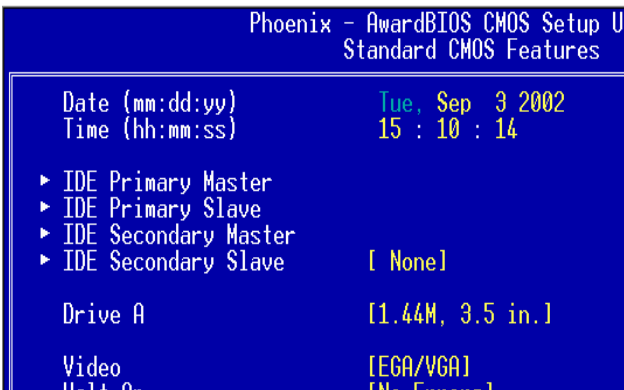 Phoenix - AwardBIOS CMOS Setup U
Standard CMOS Features
Date (mm:dd:yy) Tue, Sep 3 2002
Time (hh:mm:ss) 15 : 10 : 14
► IDE Primary Master
► IDE Primary Slave
► IDE Secondary Master
► IDE Secondary Slave [ None]
Drive A [1.44M, 3.5 in.]
Video [EGA/VGA]